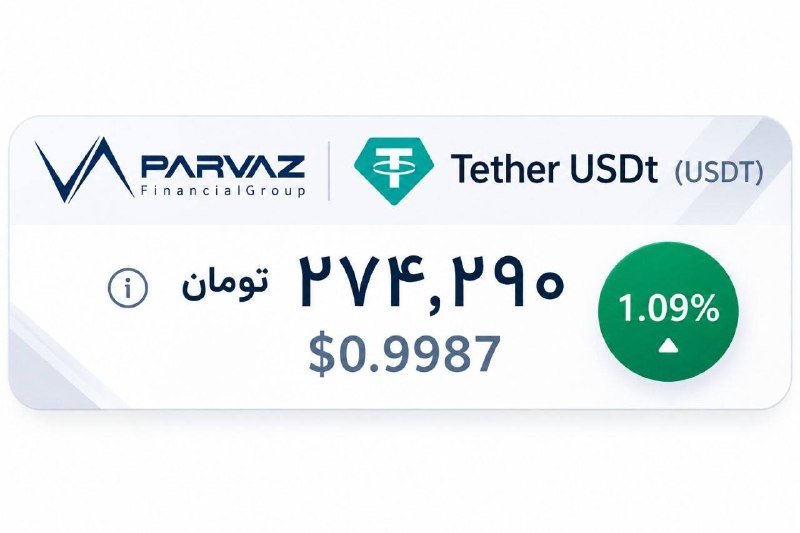 PARVAZ
FinancialGroup
Tether USDt (USDT)
۲۷۴,۲۹۰ تومان
$0.9987
1.09%